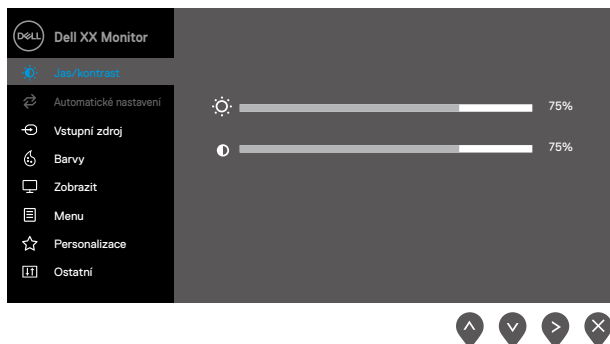 DELL
Dell XX Monitor
Jas/kontrast
Automatické nastavení
Vstupní zdroj
Barvy
Zobrazit
Menu
Personalizace
Ostatní
75%
75%